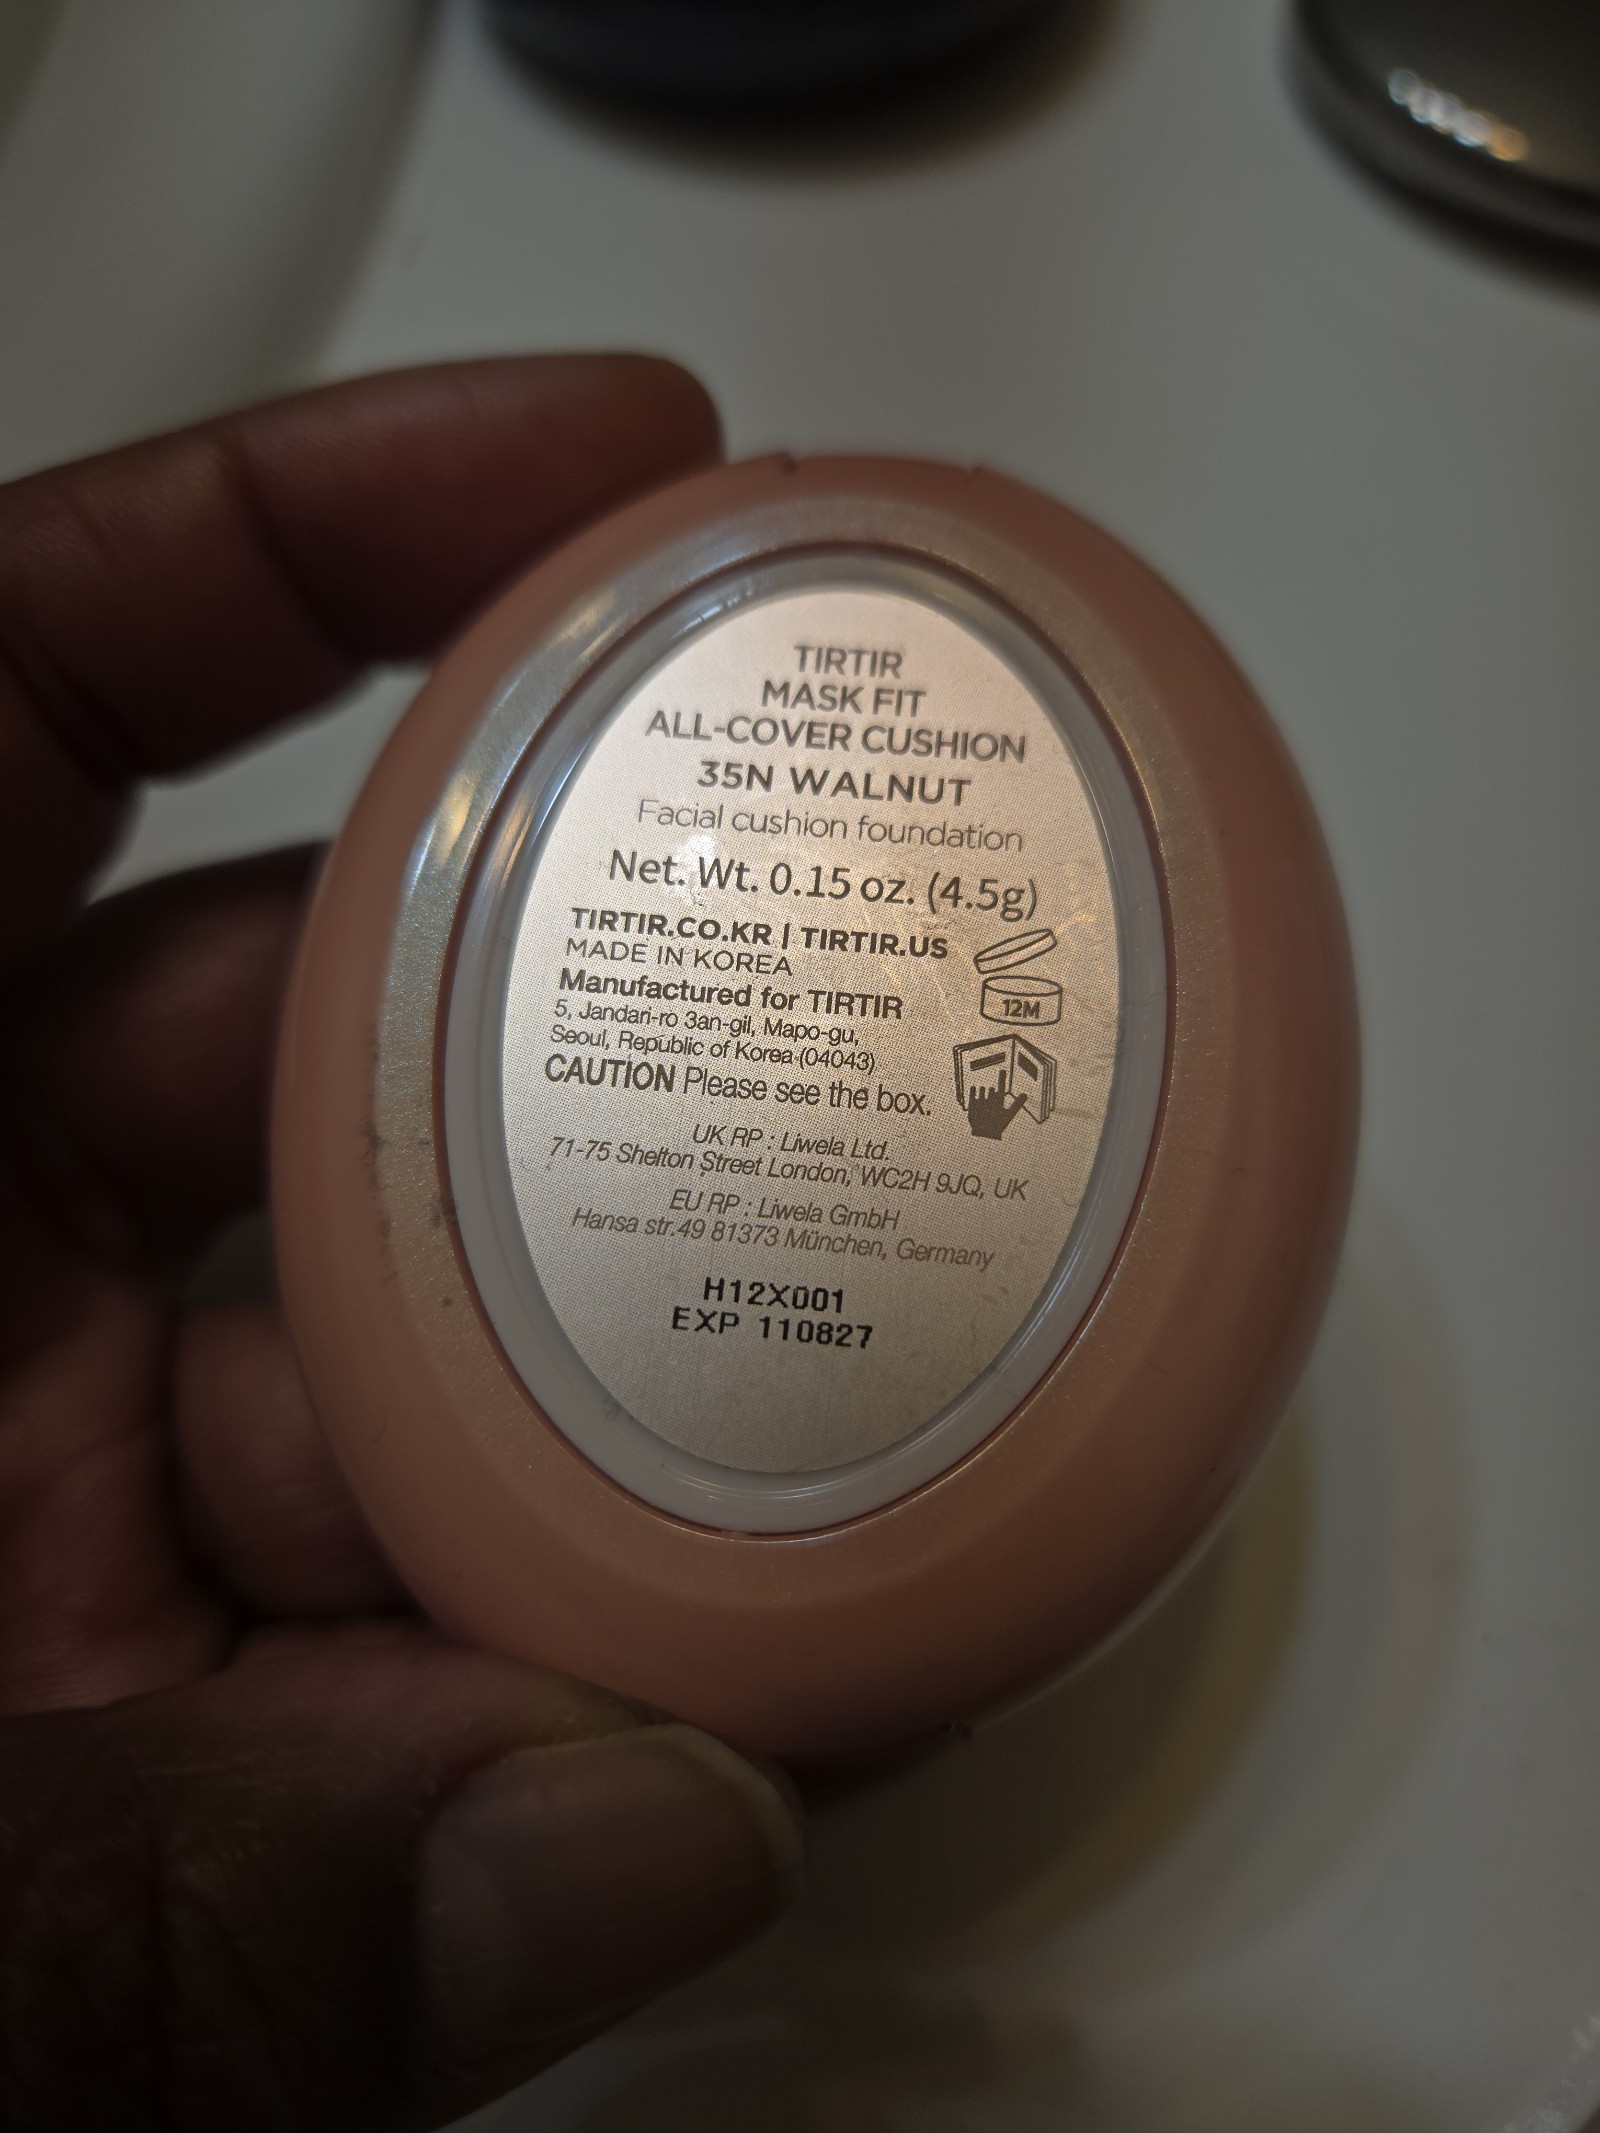 TIRTIR
MASK FIT
ALL-COVER CUSHION
35N WALNUT
Facial cushion foundation
Net. Wt. 0.15 oz. (4.5g)
TIRTIR.CO.KR | TIRTIR.US
MADE IN KOREA
Manufactured for TIRTIR
5, Jandari-ro 3an-gil, Mapo-gu,
Seoul, Republic of Korea (04043)
CAUTION Please see the box.
12M
UK RP : Liwela Ltd.
71-75 Shelton Street London, WC2H 9JQ, UK
EU RP : Liwela GmbH
Hansa str.49 81373 München, Germany
H12X001
EXP 110827